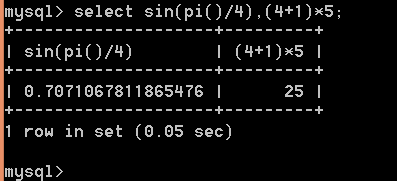 mysql> select sin(pi()/4),(4+1)*5;
+--------------------+---------+
| sin(pi()/4)        | (4+1)*5 |
+--------------------+---------+
| 0.7071067811865476 |      25 |
+--------------------+---------+
1 row in set (0.05 sec)
mysql>